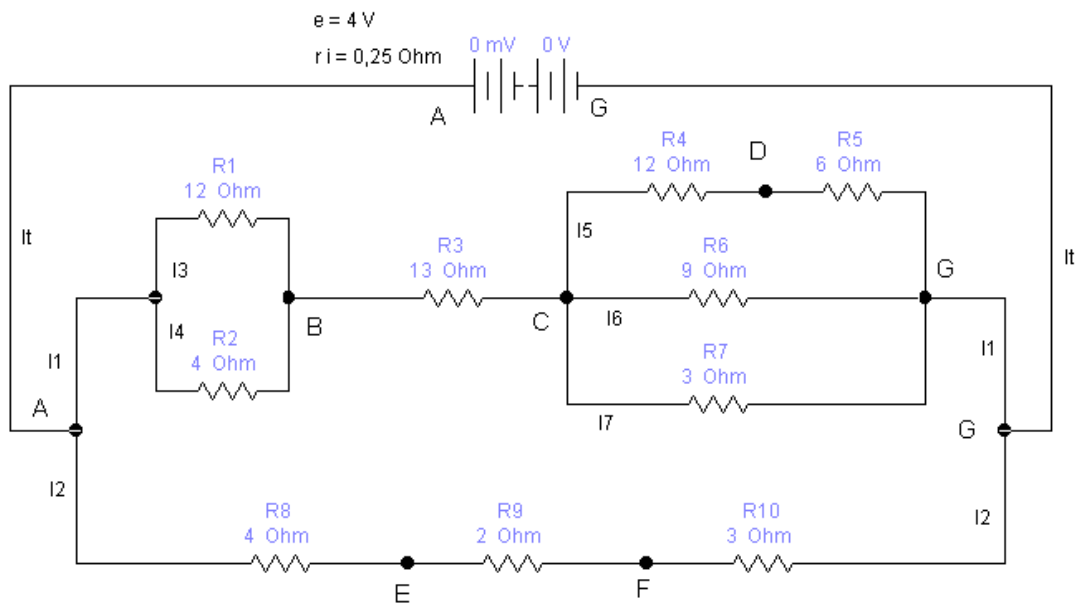 e = 4 V
r i = 0,25 Ohm
0 mV
0 V
A
G
R1
12 Ohm
R4
12 Ohm
D
R5
6 Ohm
It
I5
I3
R3
13 Ohm
R6
9 Ohm
G
It
I4
B
C
I6
R2
4 Ohm
R7
3 Ohm
I1
I1
A
I7
G
I2
R8
4 Ohm
R9
2 Ohm
R10
3 Ohm
I2
E
F